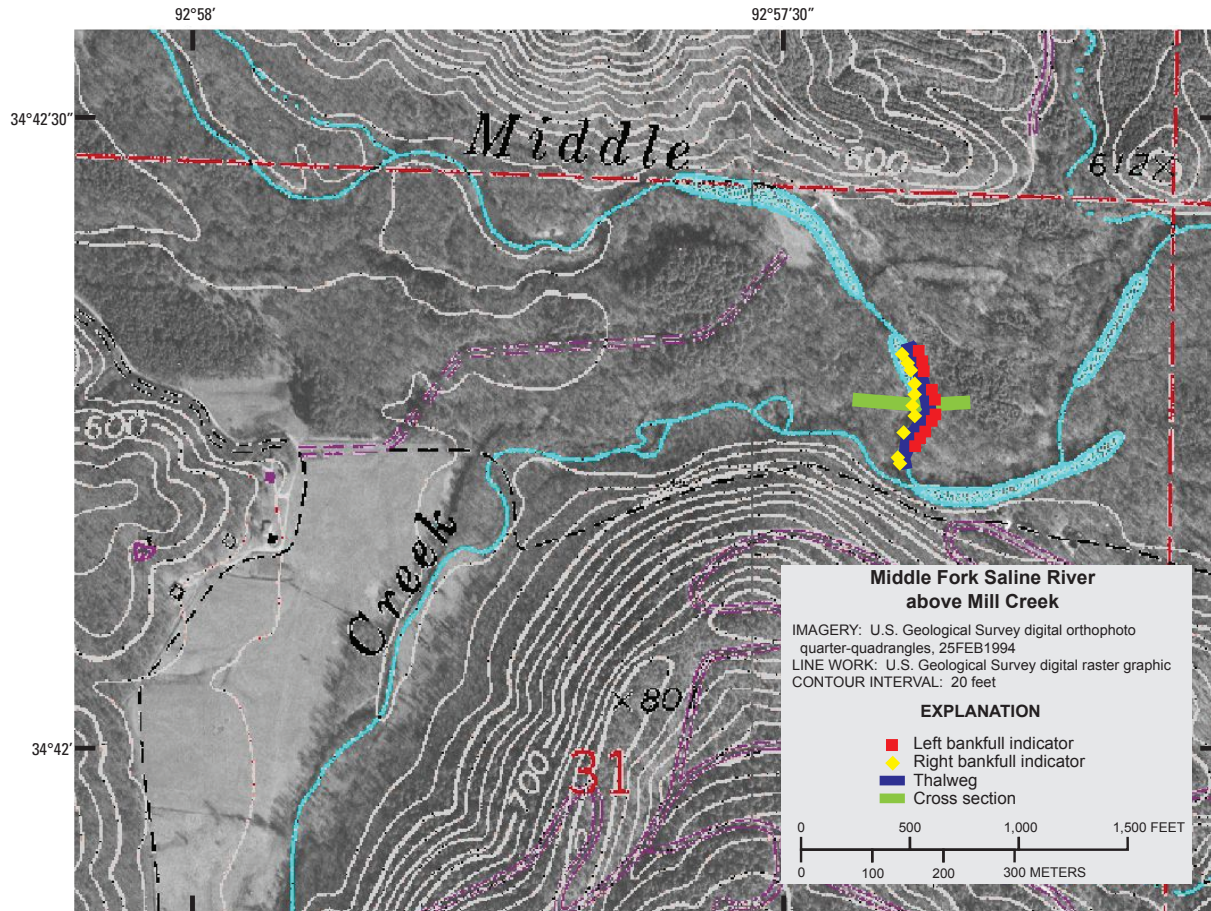 92°58'
92°57'30"
34°42'30"
Middle
600
612X
600
Creek
34°42'
×801
700
31
Middle Fork Saline River
above Mill Creek
IMAGERY: U.S. Geological Survey digital orthophoto
quarter-quadrangles, 25FEB1994
LINE WORK: U.S. Geological Survey digital raster graphic
CONTOUR INTERVAL: 20 feet
EXPLANATION
Left bankfull indicator
Right bankfull indicator
Thalweg
Cross section
0 500 1,000 1,500 FEET
0 100 200 300 METERS